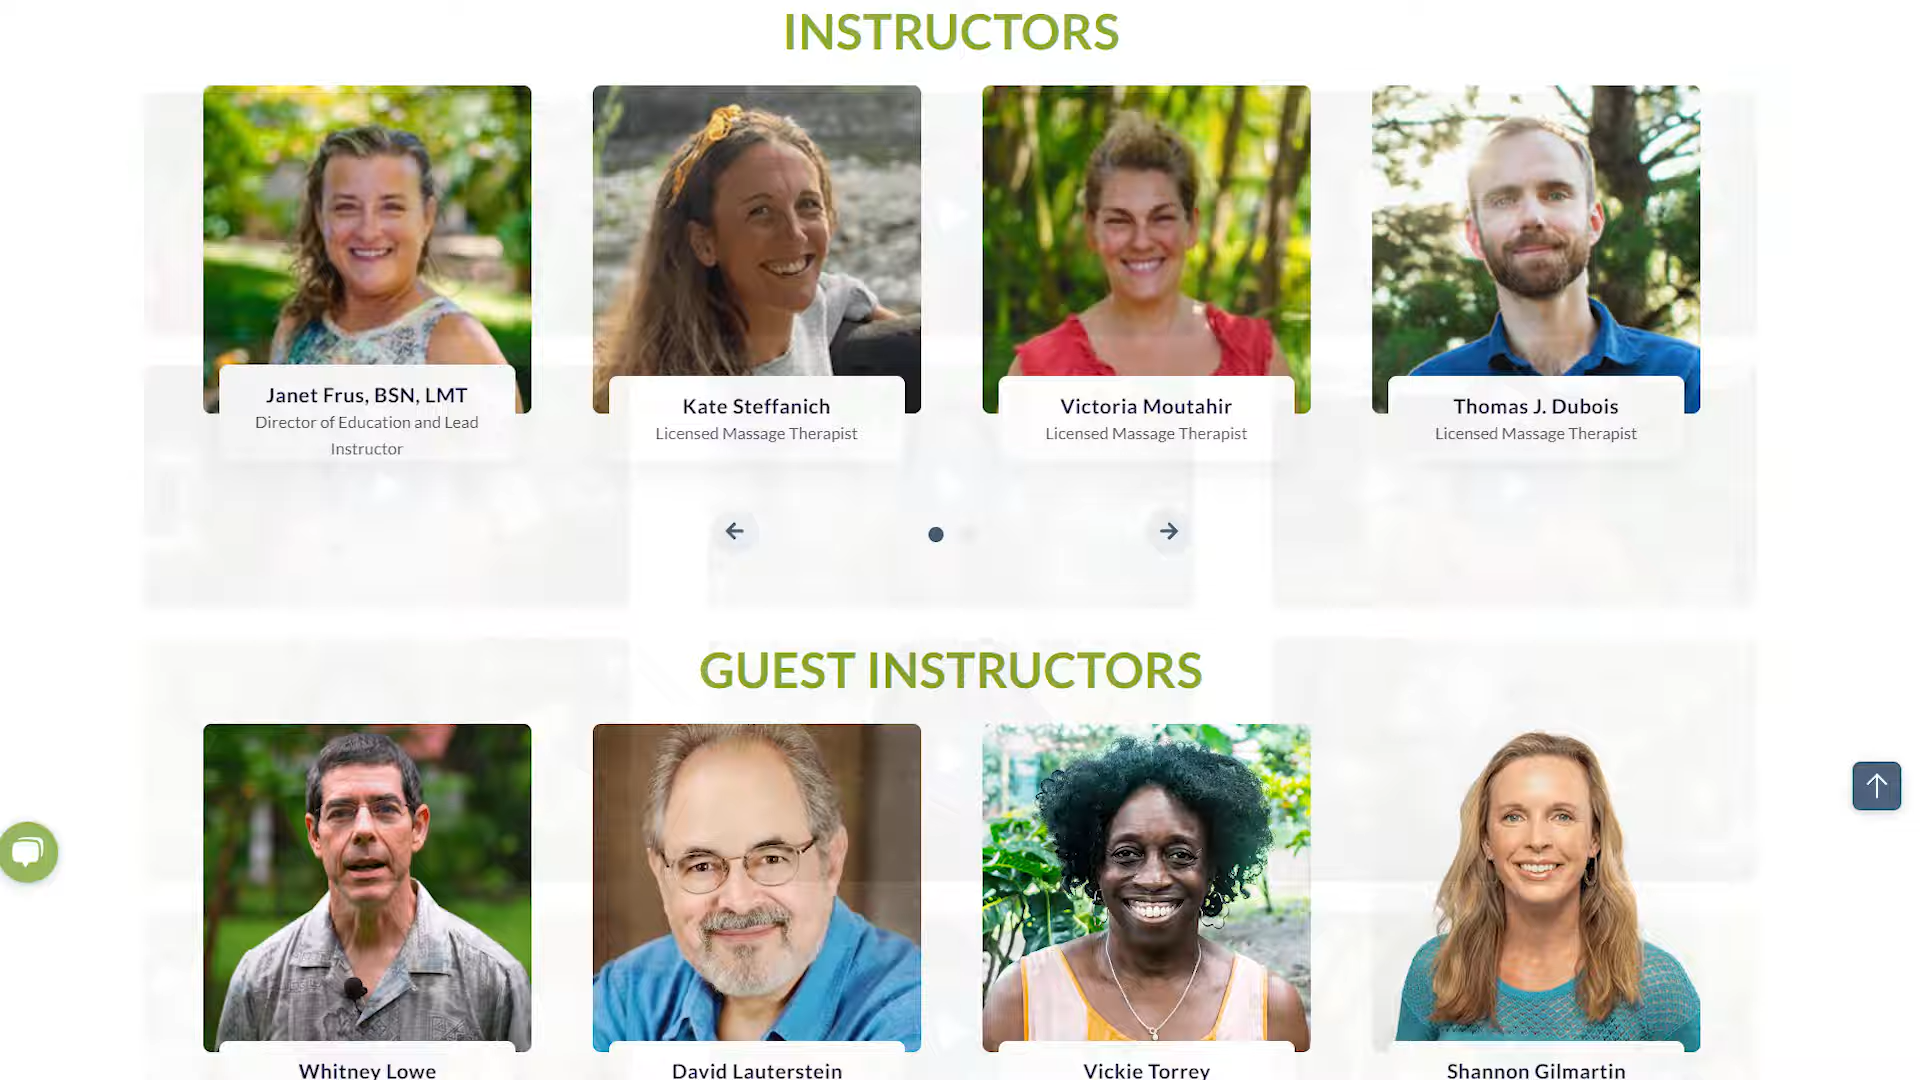 INSTRUCTORS
Janet Frus, BSN, LMT
Director of Education and Lead
Instructor
Kate Steffanich
Licensed Massage Therapist
Victoria Moutahir
Licensed Massage Therapist
Thomas J. Dubois
Licensed Massage Therapist
GUEST INSTRUCTORS
Whitney Lowe
David Lauterstein
Vickie Torrey
Shannon Gilmartin